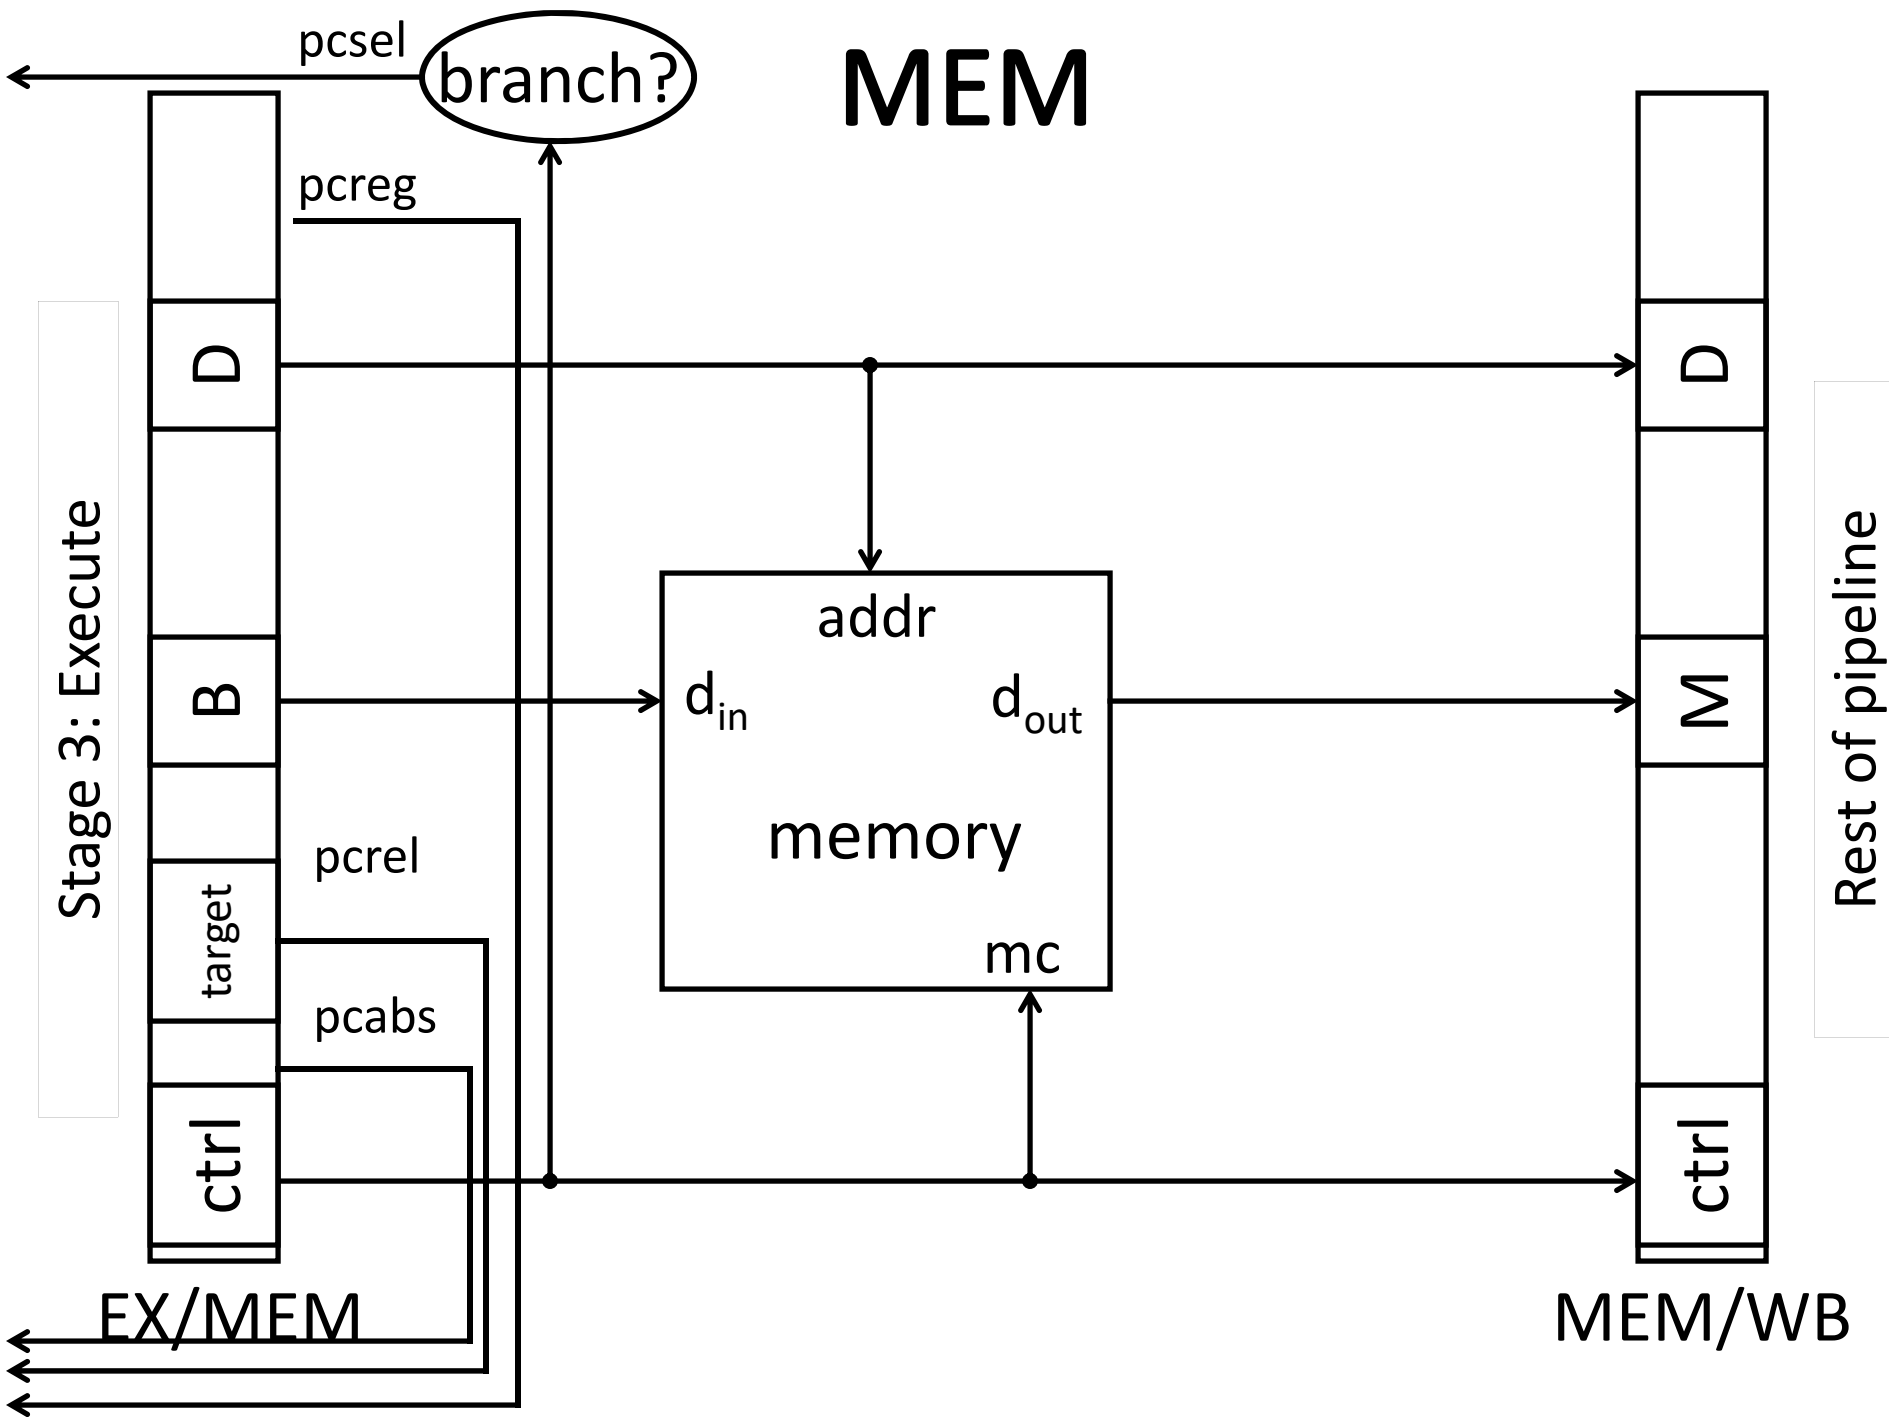 pcsel
branch?
MEM
pcreg
D
D
Stage 3: Execute
addr
B
din
dout
M
Rest of pipeline
memory
pcrel
target
mc
pcabs
ctrl
ctrl
EX/MEM
MEM/WB